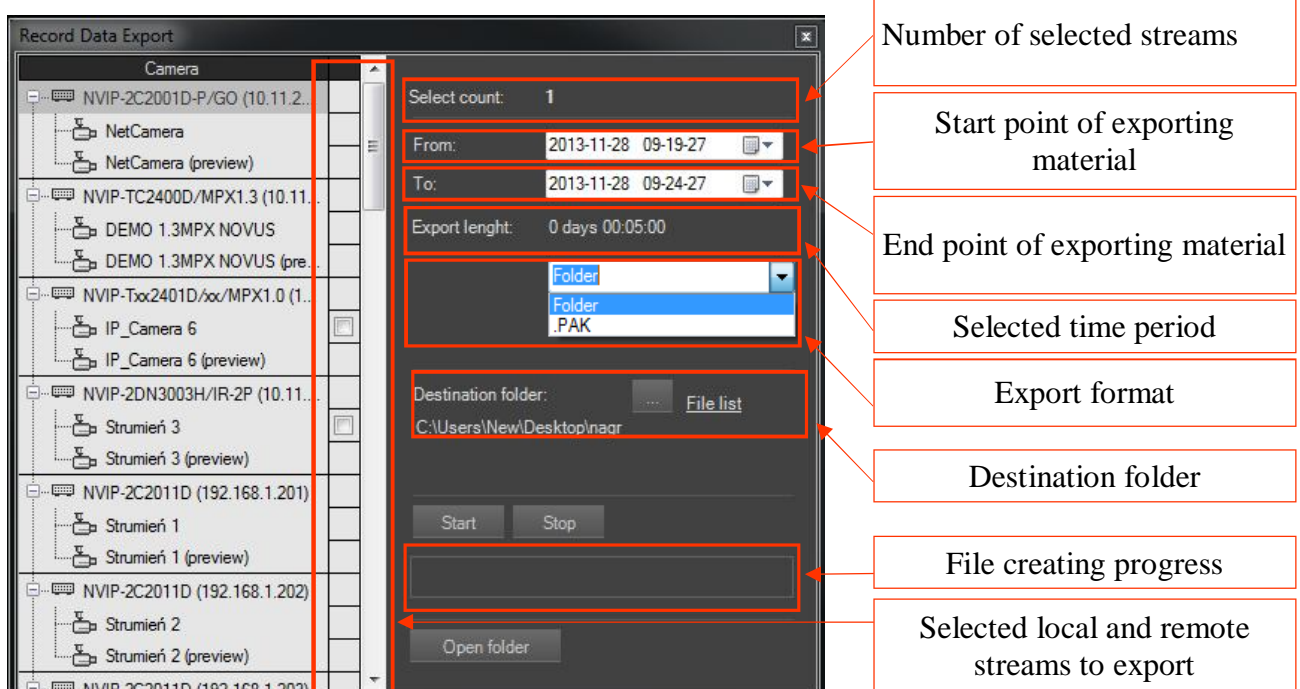 Record Data Export
Camera
NVIP-2C2001D-P/GO (10.11.2...
NetCamera
NetCamera (preview)
NVIP-TC2400D/MPX1.3 (10.11...
DEMO 1.3MPX NOVUS
DEMO 1.3MPX NOVUS (pre...
NVIP-Txx2401D/xx/MPX1.0 (1...
IP_Camera 6
IP_Camera 6 (preview)
NVIP-2DN3003H/IR-2P (10.11...
Strumień 3
Strumień 3 (preview)
NVIP-2C2011D (192.168.1.201)
Strumień 1
Strumień 1 (preview)
NVIP-2C2011D (192.168.1.202)
Strumień 2
Strumień 2 (preview)
NVIP-2C2011D (192.168.1.203)
Select count: 1
From: 2013-11-28 09-19-27
To: 2013-11-28 09-24-27
Export lenght: 0 days 00:05:00
Folder
Folder
.PAK
Destination folder: ... File list
C:\Users\New\Desktop\nagr
Start Stop
Open folder
Number of selected streams
Start point of exporting
material
End point of exporting material
Selected time period
Export format
Destination folder
File creating progress
Selected local and remote
streams to export